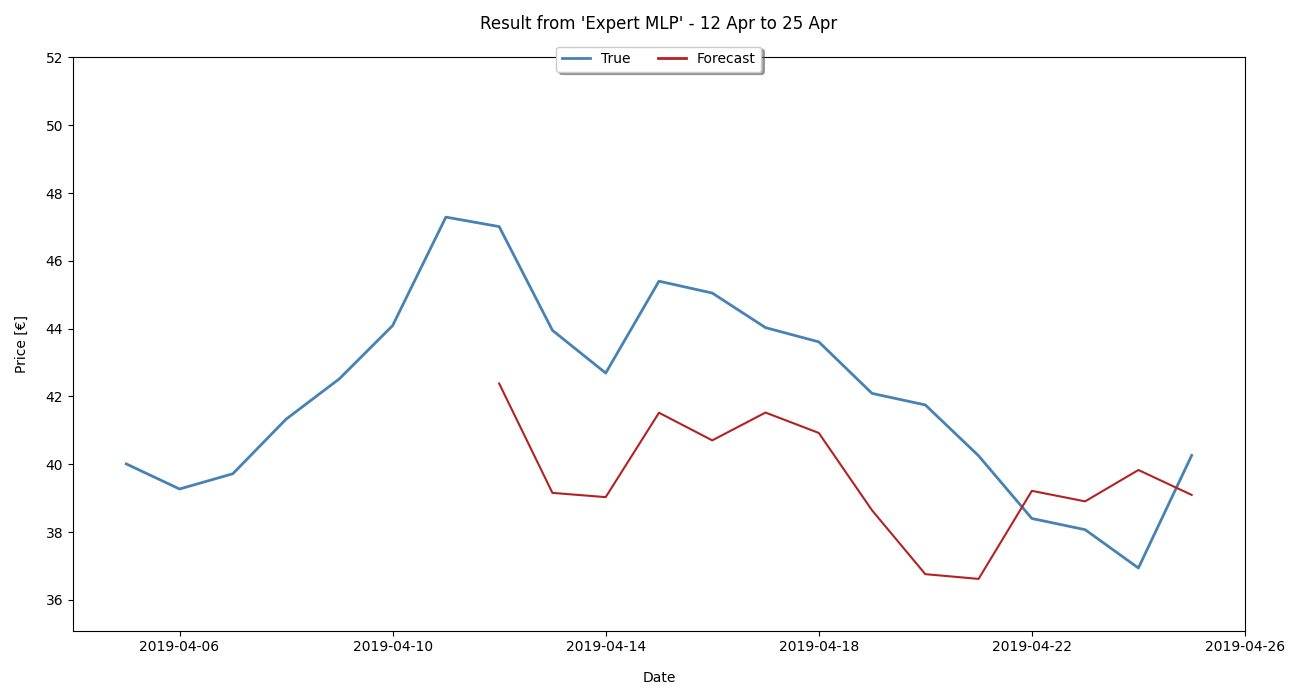 Result from 'Expert MLP' - 12 Apr to 25 Apr
True Forecast
52
50
48
46
44
42
40
38
36
Price [€]
2019-04-06 2019-04-10 2019-04-14 2019-04-18 2019-04-22 2019-04-26
Date